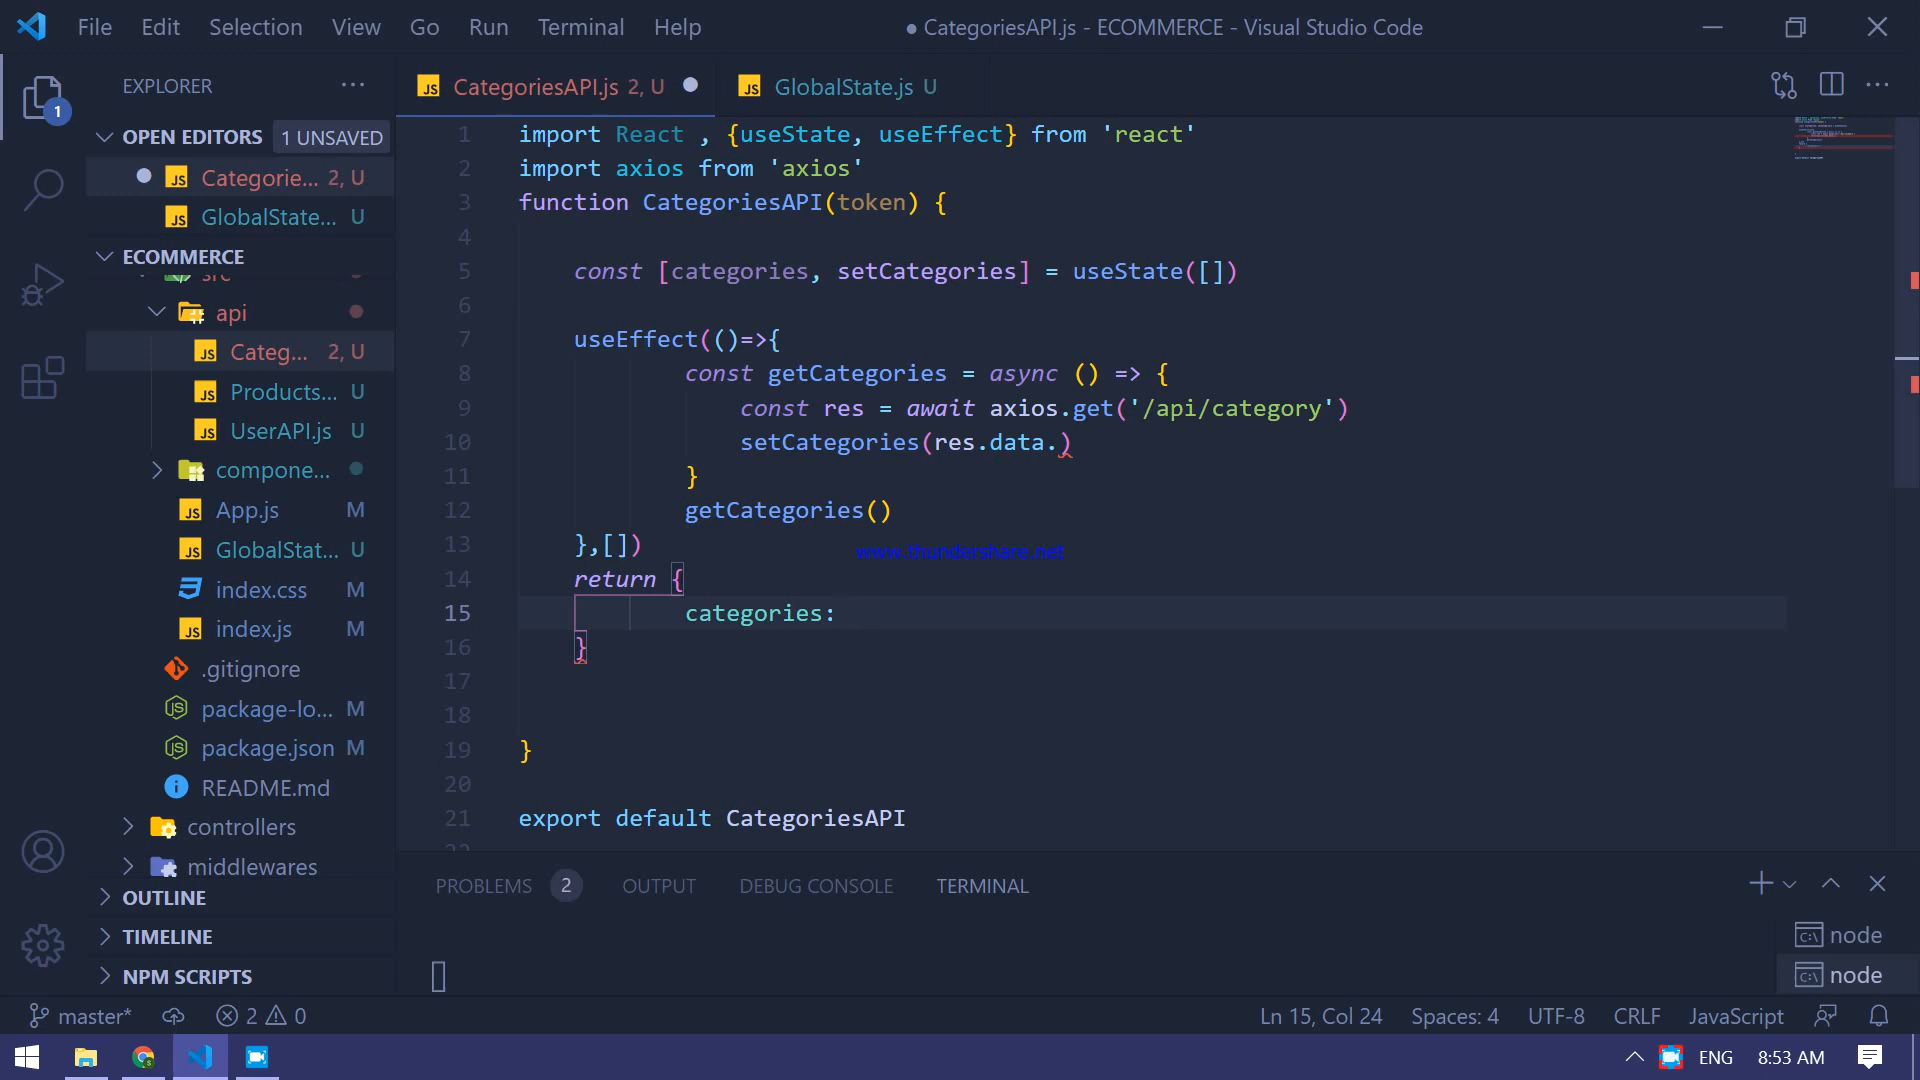 File Edit Selection View Go Run Terminal Help
● CategoriesAPI.js - ECOMMERCE - Visual Studio Code
EXPLORER
CategoriesAPI.js 2, U
GlobalState.js U
OPEN EDITORS 1 UNSAVED
Categorie... 2, U
GlobalState... U
ECOMMERCE
src
api
Categ... 2, U
Products... U
UserAPI.js U
compone...
App.js M
GlobalStat... U
index.css M
index.js M
.gitignore
package-lo... M
package.json M
README.md
controllers
middlewares
OUTLINE
TIMELINE
NPM SCRIPTS
1 import React , {useState, useEffect} from 'react'
2 import axios from 'axios'
3 function CategoriesAPI(token) {
4
5 const [categories, setCategories] = useState([])
6
7 useEffect(()=>{
8 const getCategories = async () => {
9 const res = await axios.get('/api/category')
10 setCategories(res.data.)
11 }
12 getCategories()
13 },[])
www.thundershare.net
14 return {
15 categories:
16 }
17
18
19 }
20
21 export default CategoriesAPI
22
PROBLEMS 2 OUTPUT DEBUG CONSOLE TERMINAL
node
node
master* 2 0
Ln 15, Col 24 Spaces: 4 UTF-8 CRLF JavaScript
ENG 8:53 AM
1